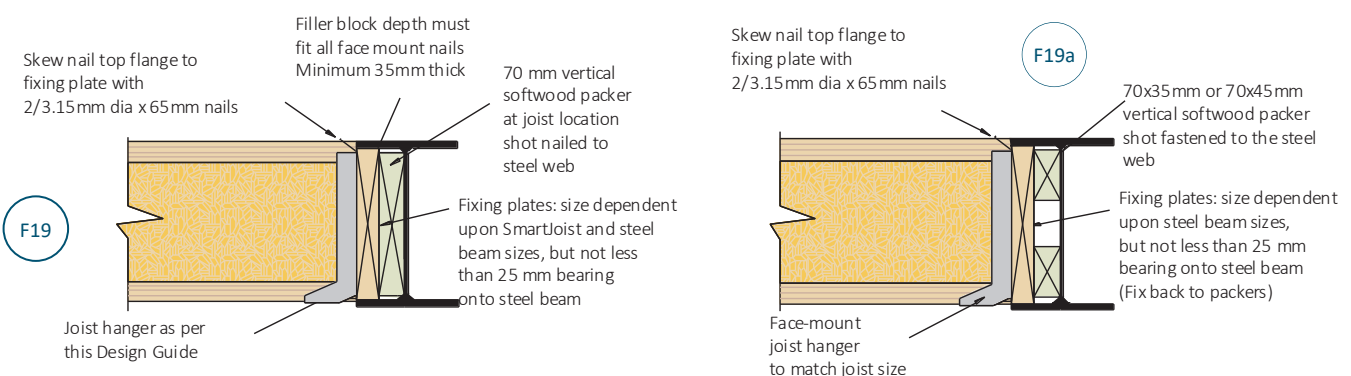 Filler block depth must
fit all face mount nails
Minimum 35mm thick
Skew nail top flange to
fixing plate with
2/3.15mm dia x 65mm nails
70 mm vertical
softwood packer
at joist location
shot nailed to
steel web
F19
Fixing plates: size dependent
upon SmartJoist and steel
beam sizes, but not less
than 25 mm bearing
onto steel beam
Joist hanger as per
this Design Guide
Skew nail top flange to
fixing plate with
2/3.15mm dia x 65mm nails
F19a
70x35mm or 70x45mm
vertical softwood packer
shot fastened to the steel
web
Fixing plates: size dependent
upon steel beam sizes,
but not less than 25 mm
bearing onto steel beam
(Fix back to packers)
Face-mount
joist hanger
to match joist size